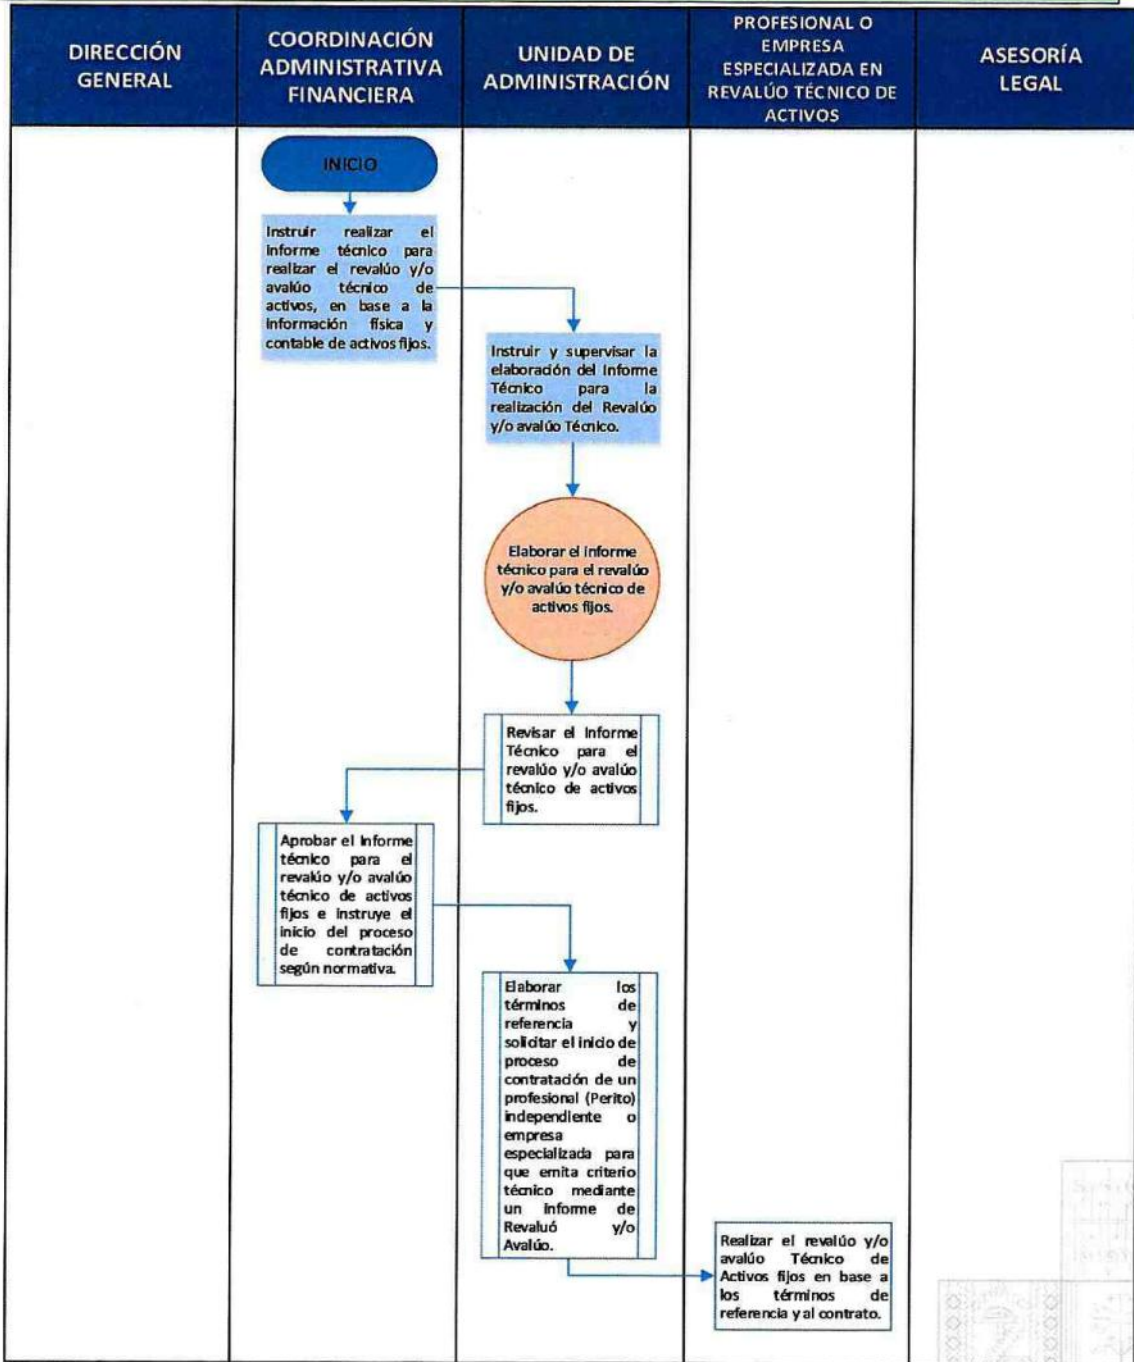 DIRECCIÓN
GENERAL
COORDINACIÓN
ADMINISTRATIVA
FINANCIERA
UNIDAD DE
ADMINISTRACIÓN
PROFESIONAL O
EMPRESA
ESPECIALIZADA EN
REVALÚO TÉCNICO DE
ACTIVOS
ASESORÍA
LEGAL
INICIO
Instruir realizar el
informe técnico para
realizar el revalúo y/o
avalúo técnico de
activos, en base a la
información física y
contable de activos fijos.
Instruir y supervisar la
elaboración del Informe
Técnico para la
realización del Revalúo
y/o avalúo Técnico.
Elaborar el informe
técnico para el revalúo
y/o avalúo técnico de
activos fijos.
Revisar el Informe
Técnico para el
revalúo y/o avalúo
técnico de activos
fijos.
Aprobar el Informe
técnico para el
revalúo y/o avalúo
técnico de activos
fijos e instruye el
inicio del proceso
de contratación
según normativa.
Elaborar los
términos de
referencia y
solicitar el inicio de
proceso de
contratación de un
profesional (Perito)
independiente o
empresa
especializada para
que emita criterio
técnico mediante
un informe de
Revaluó y/o
Avalúo.
Realizar el revalúo y/o
avalúo Técnico de
Activos fijos en base a
los términos de
referencia y al contrato.